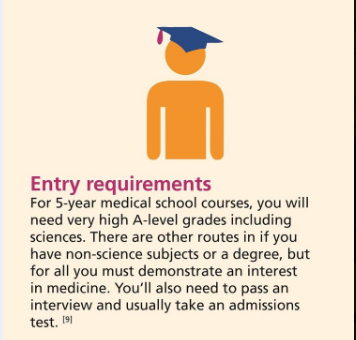 Entry requirements
For 5-year medical school courses, you will
need very high A-level grades including
sciences. There are other routes in if you
have non-science subjects or a degree, but
for all you must demonstrate an interest
in medicine. You’ll also need to pass an
interview and usually take an admissions
test. [9]